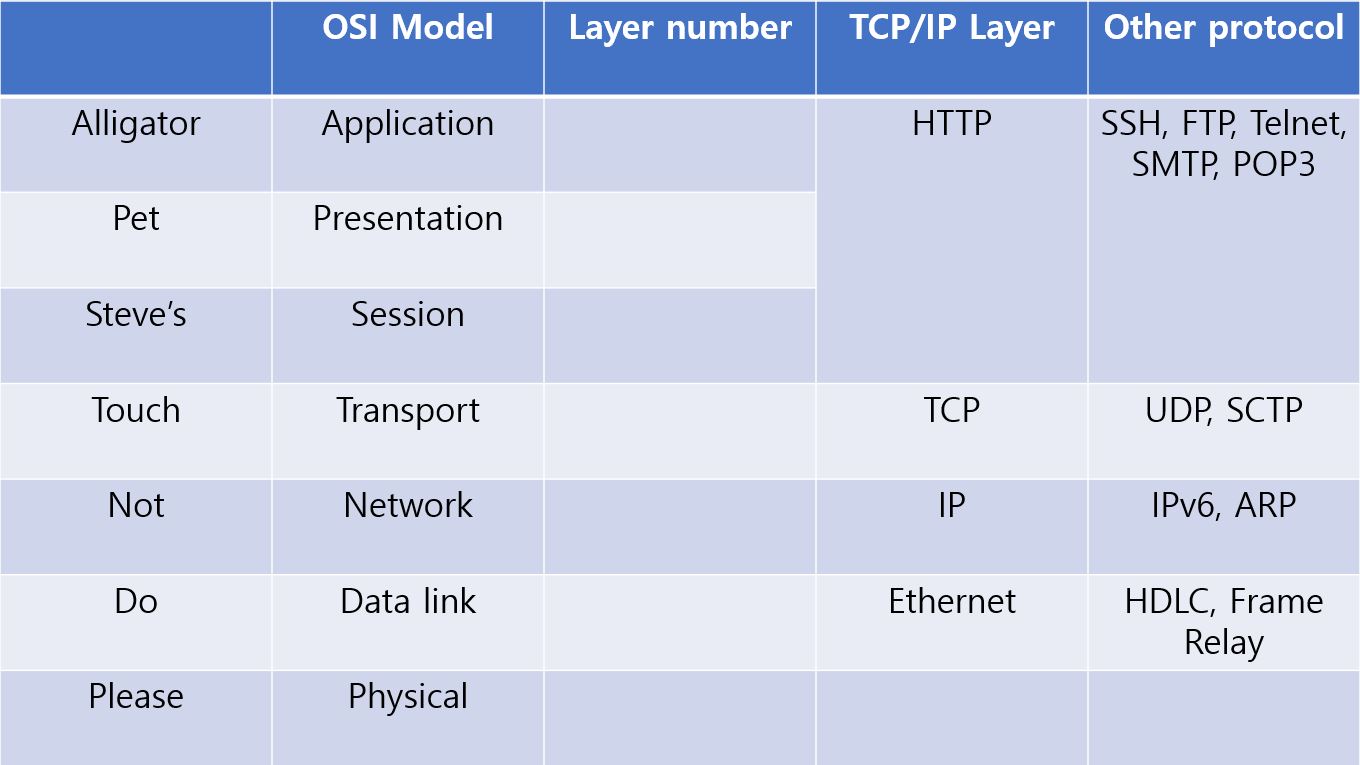 OSI Model Layer number TCP/IP Layer Other protocol
Alligator Application HTTP SSH, FTP, Telnet,
SMTP, POP3
Pet Presentation
Steve’s Session
Touch Transport TCP UDP, SCTP
Not Network IP IPv6, ARP
Do Data link Ethernet HDLC, Frame
Relay
Please Physical